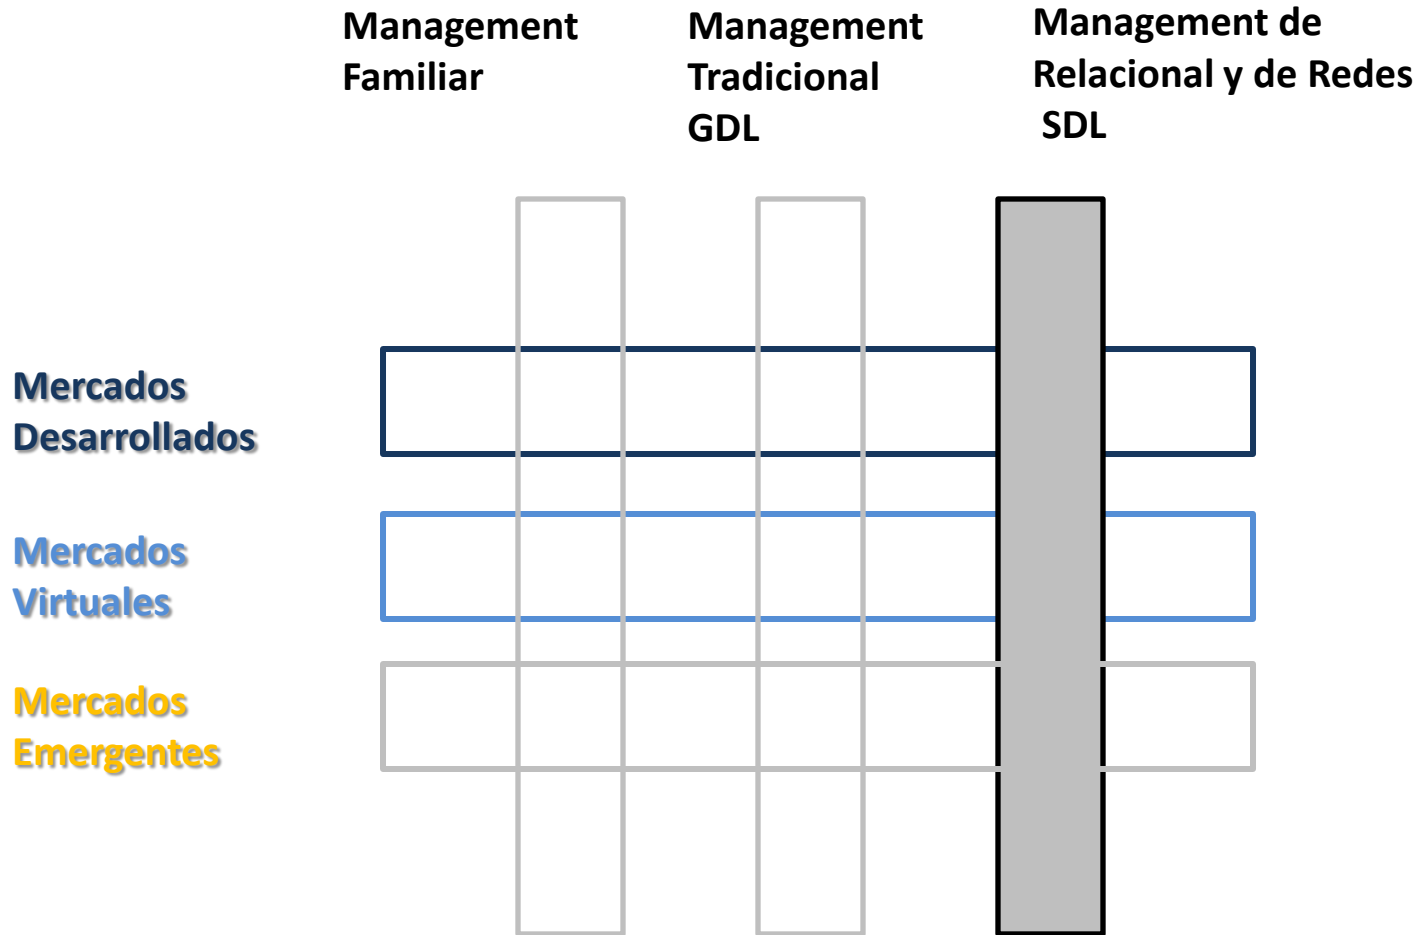 Management
Familiar
Management
Tradicional
GDL
Management de
Relacional y de Redes
SDL
Mercados
Desarrollados
Mercados
Virtuales
Mercados
Emergentes